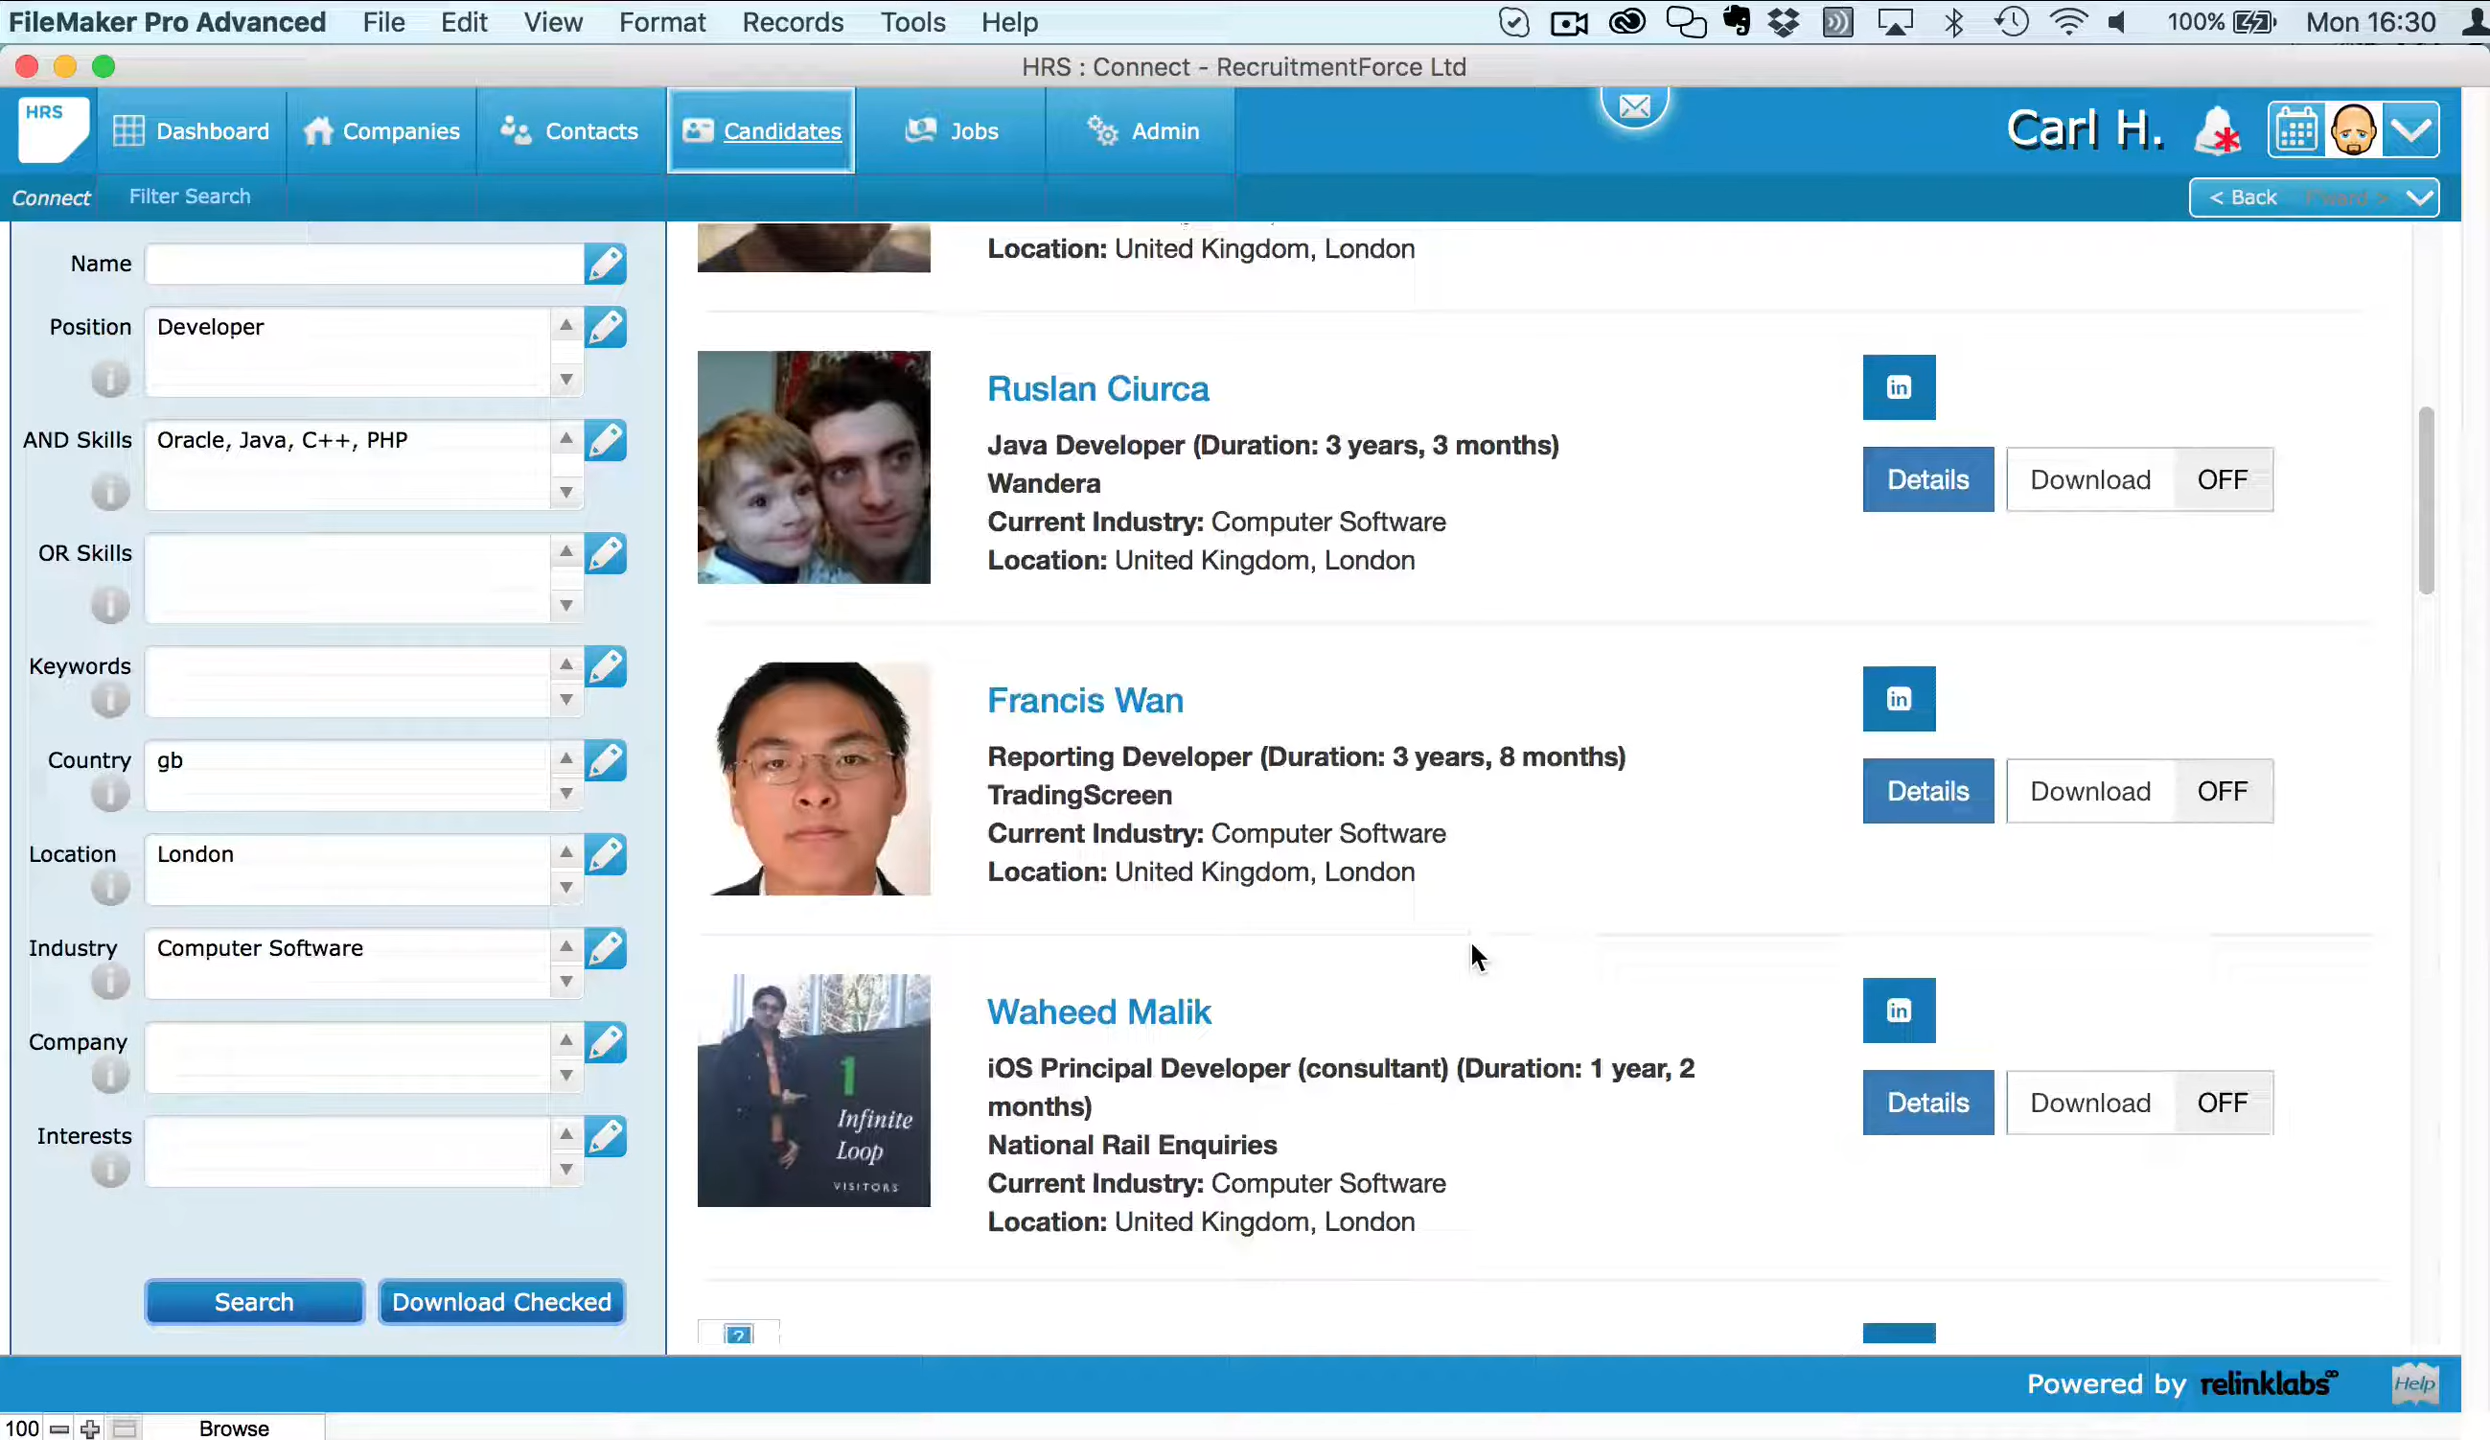 FileMaker Pro Advanced File Edit View Format Records Tools Help 100% Mon 16:30
HRS : Connect - RecruitmentForce Ltd
HRS Dashboard Companies Contacts Candidates Jobs Admin Carl H.
Connect Filter Search < Back
Name
Position Developer
AND Skills Oracle, Java, C++, PHP
OR Skills
Keywords
Country gb
Location London
Industry Computer Software
Company
Interests
Search Download Checked
Location: United Kingdom, London
Ruslan Ciurca
in
Java Developer (Duration: 3 years, 3 months)
Wandera
Details Download OFF
Current Industry: Computer Software
Location: United Kingdom, London
Francis Wan
in
Reporting Developer (Duration: 3 years, 8 months)
TradingScreen
Details Download OFF
Current Industry: Computer Software
Location: United Kingdom, London
1
Infinite
Loop
VISITORS
Waheed Malik
in
iOS Principal Developer (consultant) (Duration: 1 year, 2
months)
Details Download OFF
National Rail Enquiries
Current Industry: Computer Software
Location: United Kingdom, London
?
Powered by relinklabs Help
100 Browse